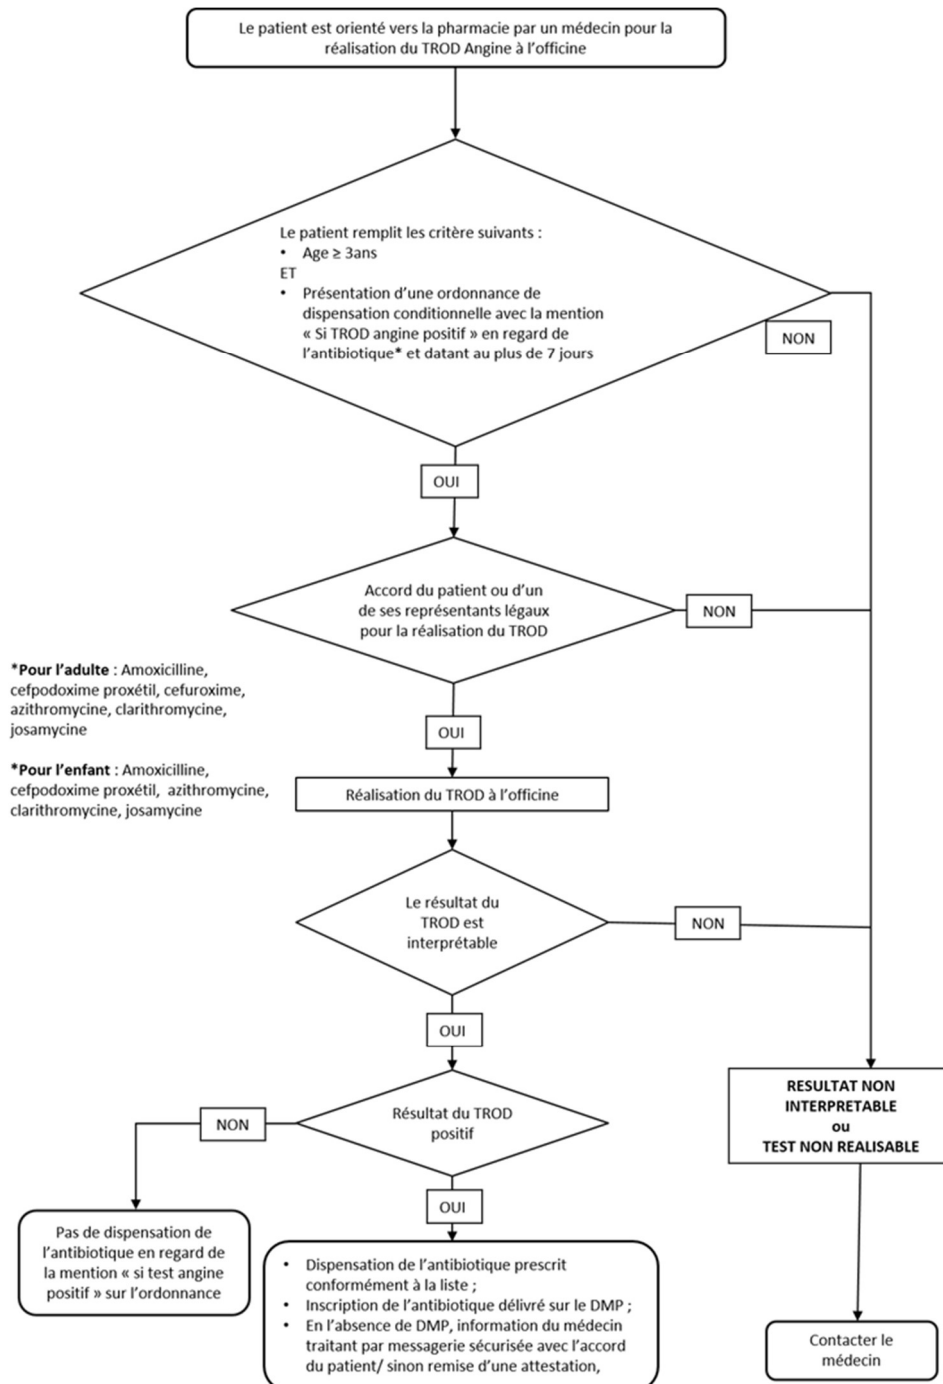 Le patient est orienté vers la pharmacie par un médecin pour la
réalisation du TROD Angine à l'officine
Le patient remplit les critère suivants :
• Age ≥ 3ans
ET
• Présentation d'une ordonnance de
dispensation conditionnelle avec la mention
« Si TROD angine positif » en regard de
l'antibiotique* et datant au plus de 7 jours
NON
OUI
Accord du patient ou d'un
de ses représentants légaux
pour la réalisation du TROD
NON
*Pour l'adulte : Amoxicilline,
cefpodoxime proxétil, cefuroxime,
azithromycine, clarithromycine,
josamycine
OUI
*Pour l'enfant : Amoxicilline,
cefpodoxime proxétil, azithromycine,
clarithromycine, josamycine
Réalisation du TROD à l'officine
Le résultat du
TROD est
interprétable
NON
OUI
RESULTAT NON
INTERPRETABLE
ou
TEST NON REALISABLE
Résultat du TROD
positif
NON
OUI
Pas de dispensation de
l'antibiotique en regard de
la mention « si test angine
positif » sur l'ordonnance
• Dispensation de l'antibiotique prescrit
conformément à la liste ;
• Inscription de l'antibiotique délivré sur le DMP ;
• En l'absence de DMP, information du médecin
traitant par messagerie sécurisée avec l'accord
du patient/ sinon remise d'une attestation,
Contacter le
médecin